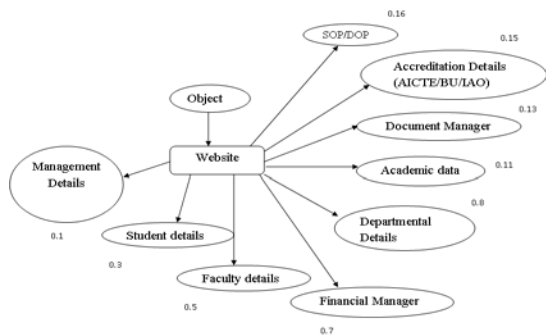 0.16
SOP/DOP
0.15
Accreditation Details
(AICTE/BU/IAO)
Object
0.13
Document Manager
Website
Management
Details
0.11
Academic data
0.8
Departmental
Details
0.1
Student details
0.3
Faculty details
0.5
Financial Manager
0.7